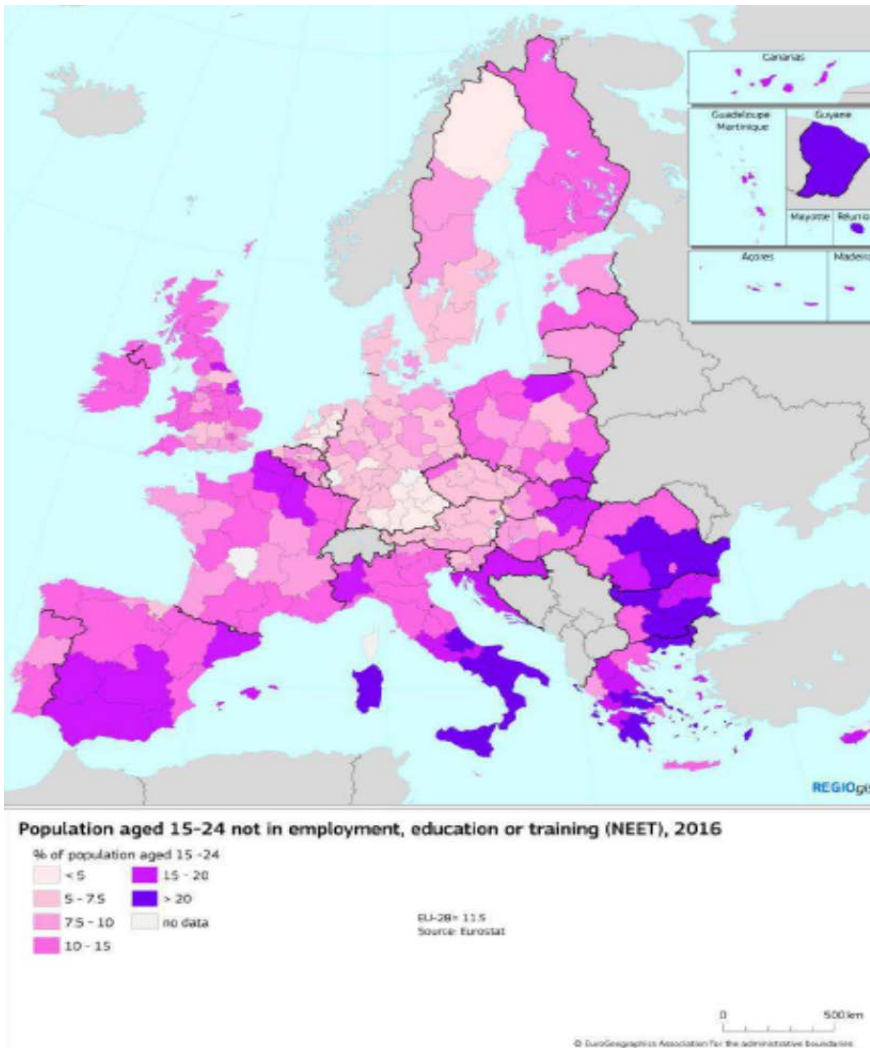 Canarias
Guadeloupe
Martinique
Guyane
Mayotte
Réunion
Açores
Madeira
REGIOgis
Population aged 15-24 not in employment, education or training (NEET), 2016
% of population aged 15 -24
< 5
5 - 7.5
7.5 - 10
10 - 15
15 - 20
> 20
no data
EU-28= 11.5
Source: Eurostat
0
500 km
© EuroGeographics Association for the administrative boundaries